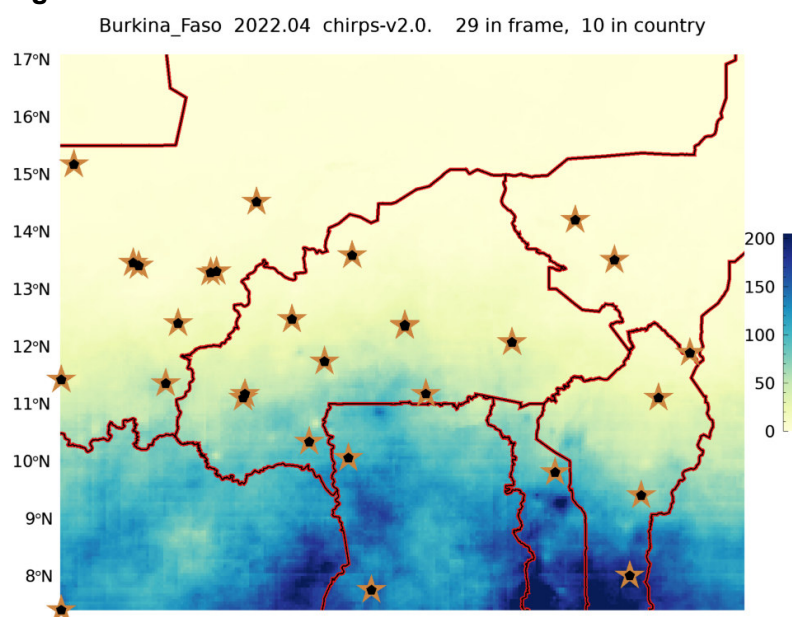 Burkina_Faso 2022.04 chirps-v2.0. 29 in frame, 10 in country
17°N
16°N
15°N
14°N
13°N
12°N
11°N
10°N
9°N
8°N
200
150
100
50
0